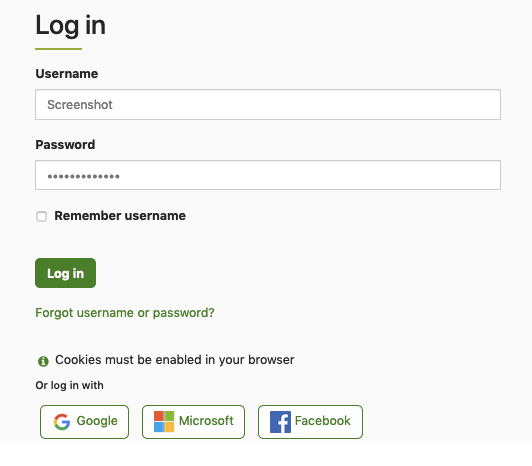 Log in
Username
Screenshot
Password
•••••••••••••
Remember username
Log in
Forgot username or password?
Cookies must be enabled in your browser
Or log in with
Google Microsoft Facebook